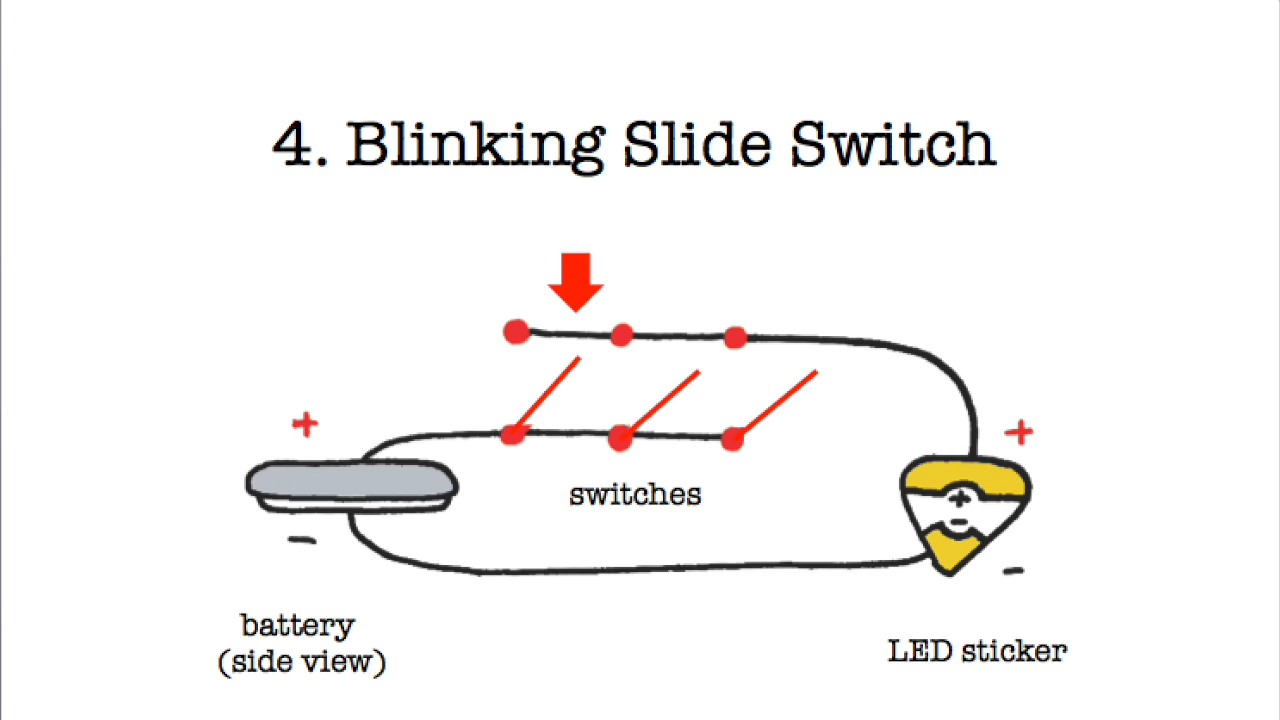 4. Blinking Slide Switch
+
+
switches
+
-
-
-
battery
(side view)
LED sticker